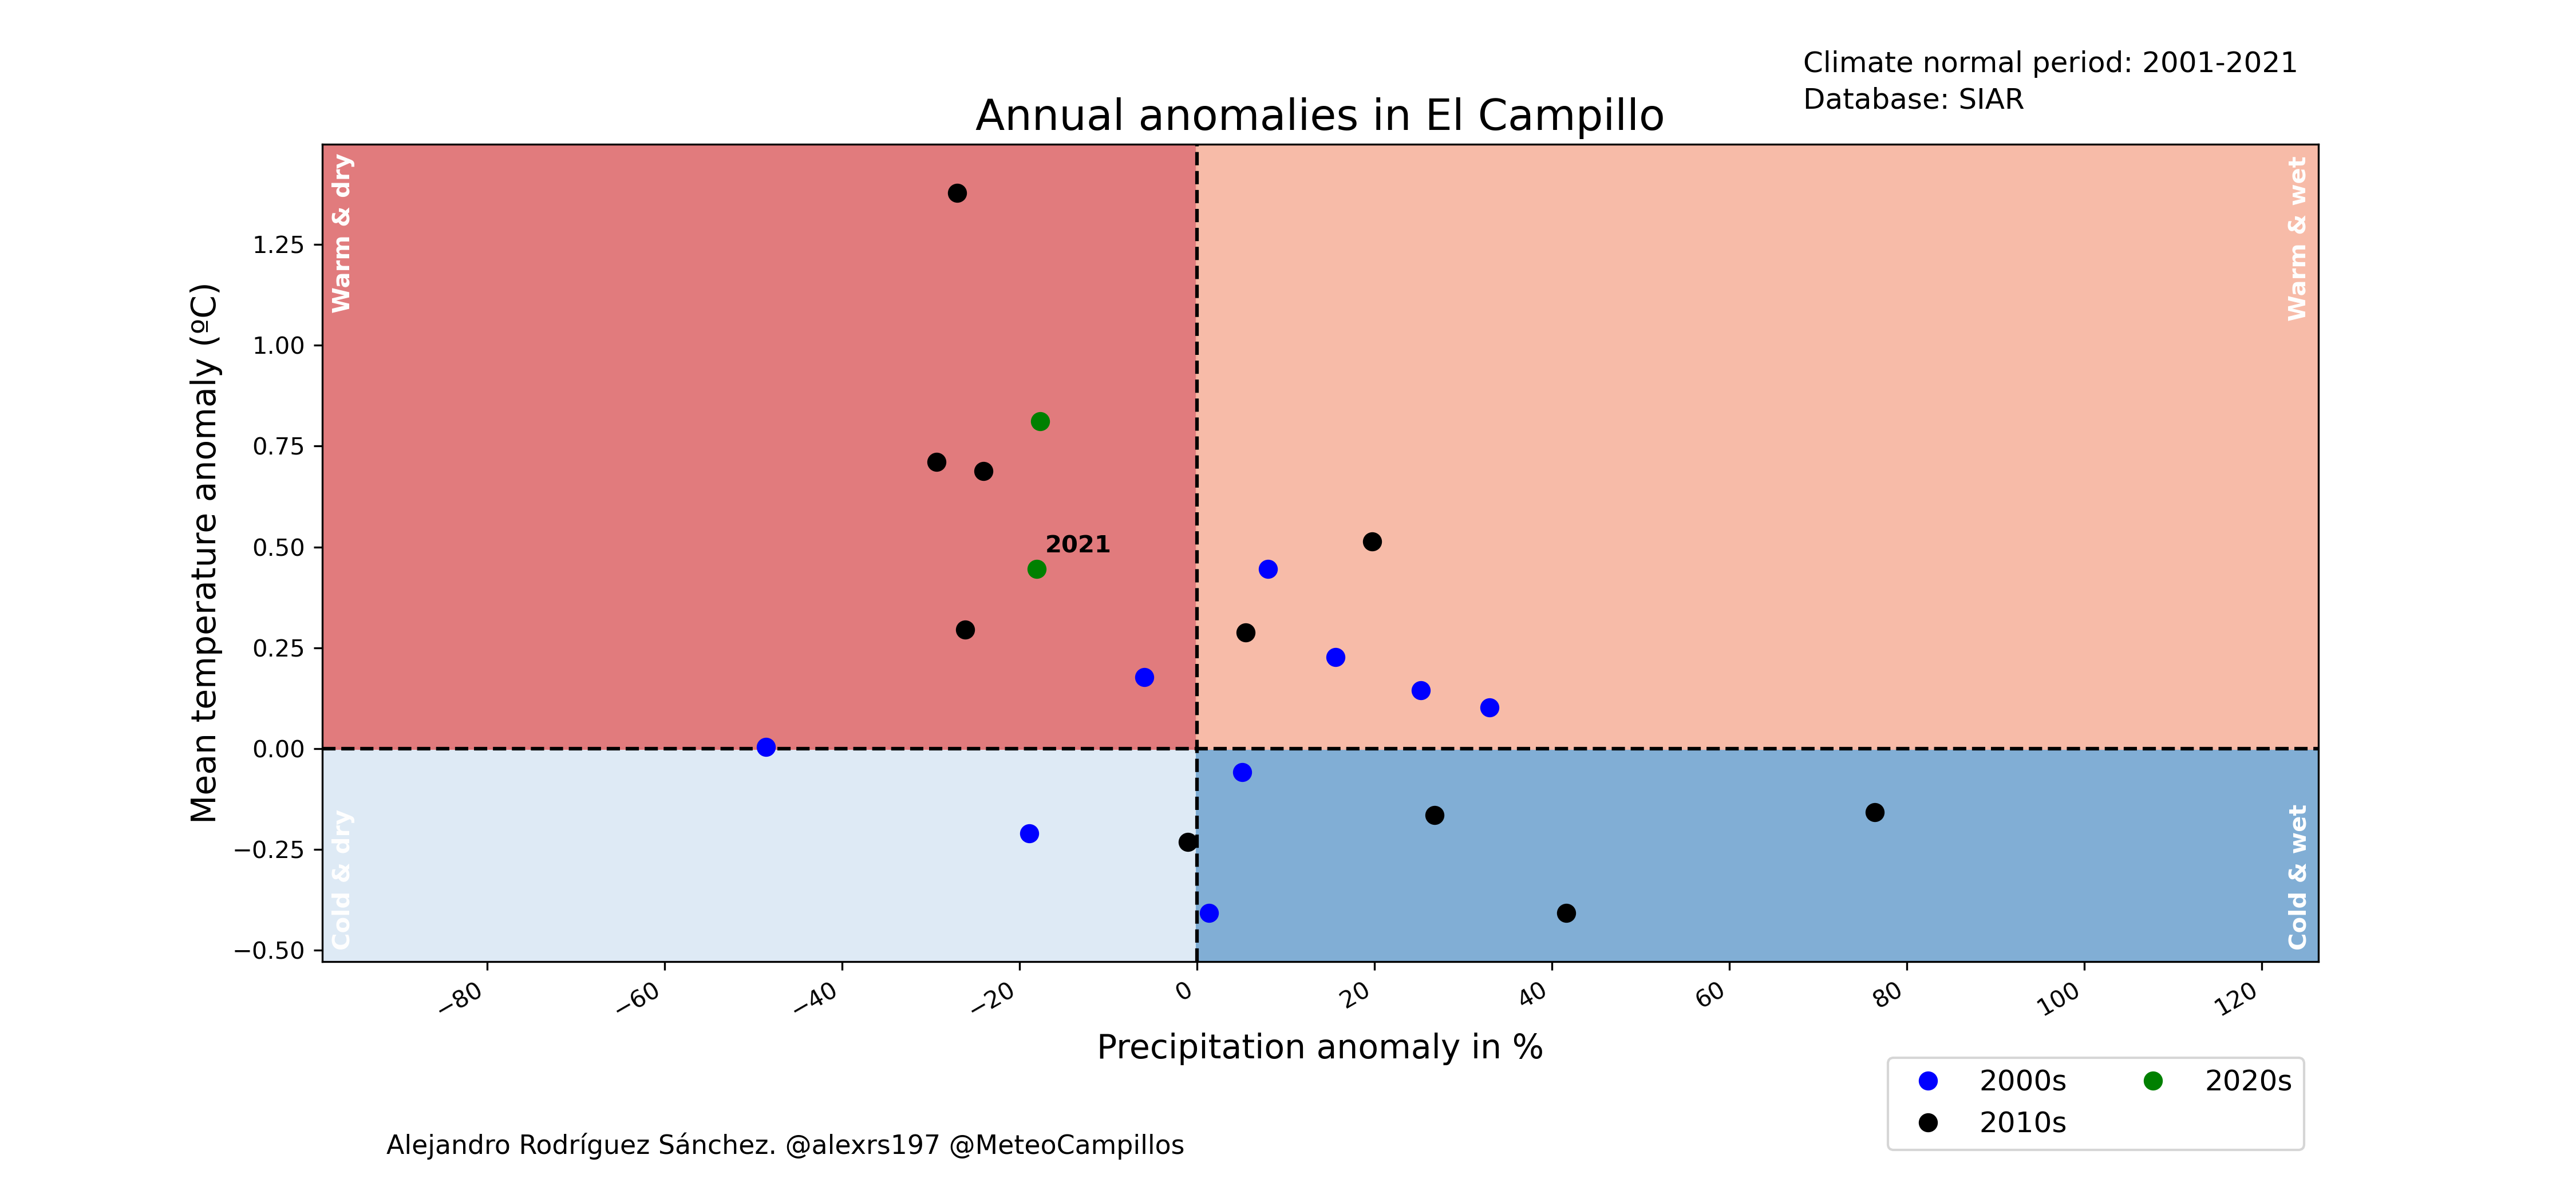 Climate normal period: 2001-2021
Database: SIAR
Annual anomalies in El Campillo
Warm & dry
Warm & wet
1.25
1.00
0.75
0.50
0.25
0.00
−0.25
−0.50
Mean temperature anomaly (ºC)
2021
Cold & dry
Cold & wet
−80
−60
−40
−20
0
20
40
60
80
100
120
Precipitation anomaly in %
2000s
2020s
2010s
Alejandro Rodríguez Sánchez. @alexrs197 @MeteoCampillos